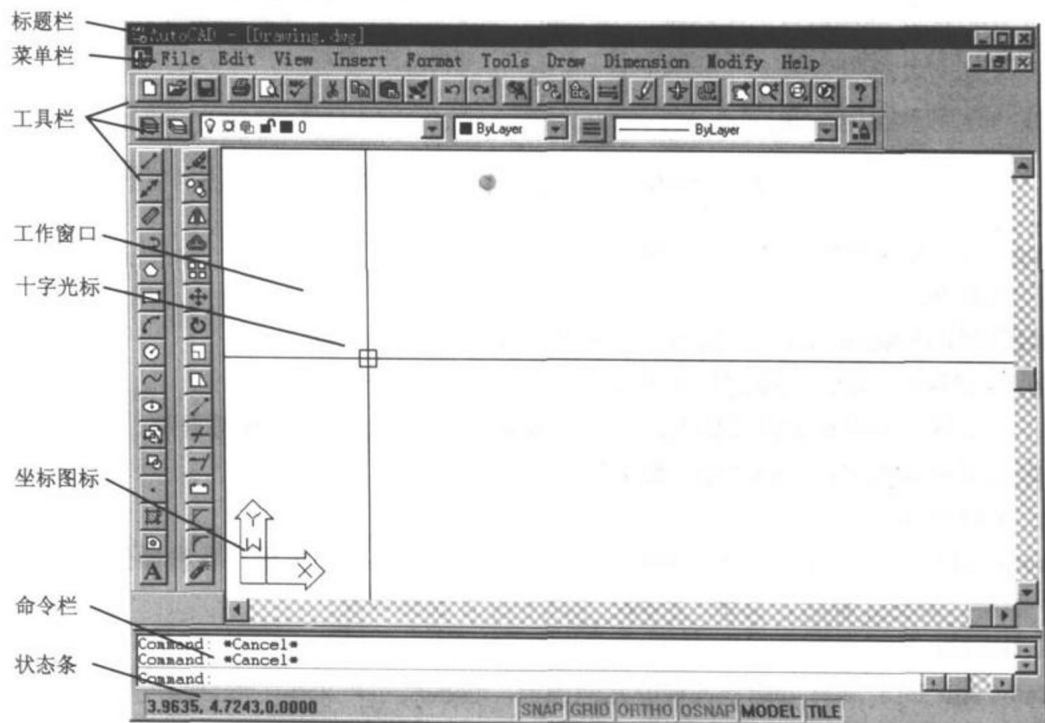 标题栏
AutoCAD - [Drawing.dwg]
菜单栏
File Edit View Insert Format Tools Draw Dimension Modify Help
工具栏
0 ByLayer ByLayer
工作窗口
十字光标
坐标图标
Y
W
X
A
命令栏
Command: *Cancel*
Command: *Cancel*
状态条
Command:
3.9635, 4.7243,0.0000 SNAP GRID ORTHO OSNAP MODEL TILE